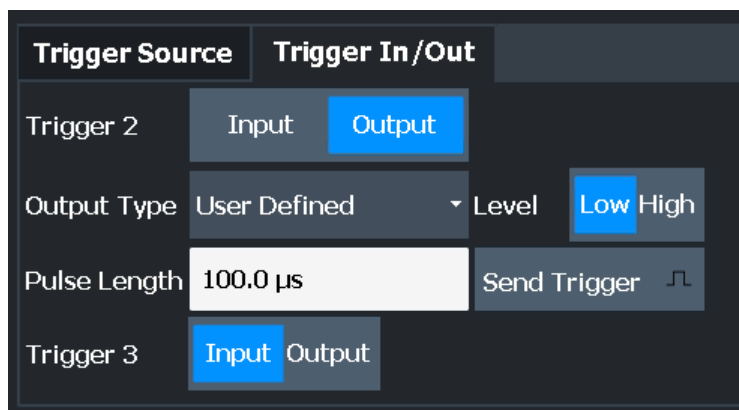 Trigger Source Trigger In/Out
Trigger 2 Input Output
Output Type User Defined Level Low High
Pulse Length 100.0 µs Send Trigger
Trigger 3 Input Output